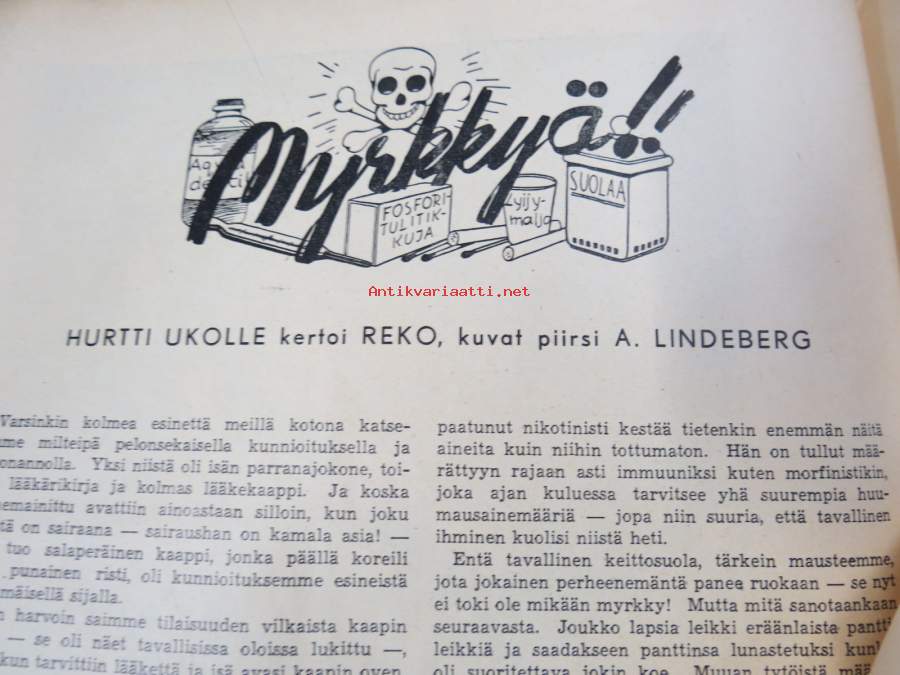 Myrkkyä!!
FOSFORI-
TULITIK-
KUJA
Lyijy-
malja
SUOLAA
Antikvariaatti.net
HURTTI UKOLLE kertoi REKO, kuvat piirsi A. LINDEBERG
Varsinkin kolmea esinettä meillä kotona katse-
milteipä pelonsekaisella kunnioituksella ja
Yksi niistä oli isän parranajokone, toi-
lääkärikirja ja kolmas lääkekaappi. Ja koska
avattiin ainoastaan silloin, kun joku
on sairaana — sairaushan on kamala asia! —
tuo salaperäinen kaappi, jonka päällä koreili
punainen risti, oli kunnioituksemme esineistä
sijalla.
harvoin saimme tilaisuuden vilkaista kaapin
— se oli näet tavallisissa oloissa lukittu —,
tarvittiin lääkettä ja isä avasi kaapin oven.
paatunut nikotinisti kestää tietenkin enemmän näitä
aineita kuin niihin tottumaton. Hän on tullut mää-
rättyyn rajaan asti immuuniksi kuten morfinistikin,
joka ajan kuluessa tarvitsee yhä suurempia huu-
mausainemääriä — jopa niin suuria, että tavallinen
ihminen kuolisi niistä heti.
Entä tavallinen keittosuola, tärkein mausteemme,
jota jokainen perheenemäntä panee ruokaan — se nyt
ei toki ole mikään myrkky! Mutta mitä sanotaankaan
seuraavasta. Joukko lapsia leikki eräänlaista
leikkiä ja saadakseen panttinsa lunastetuksi
oli suoritettava jokin koe. Muuan tytöistä